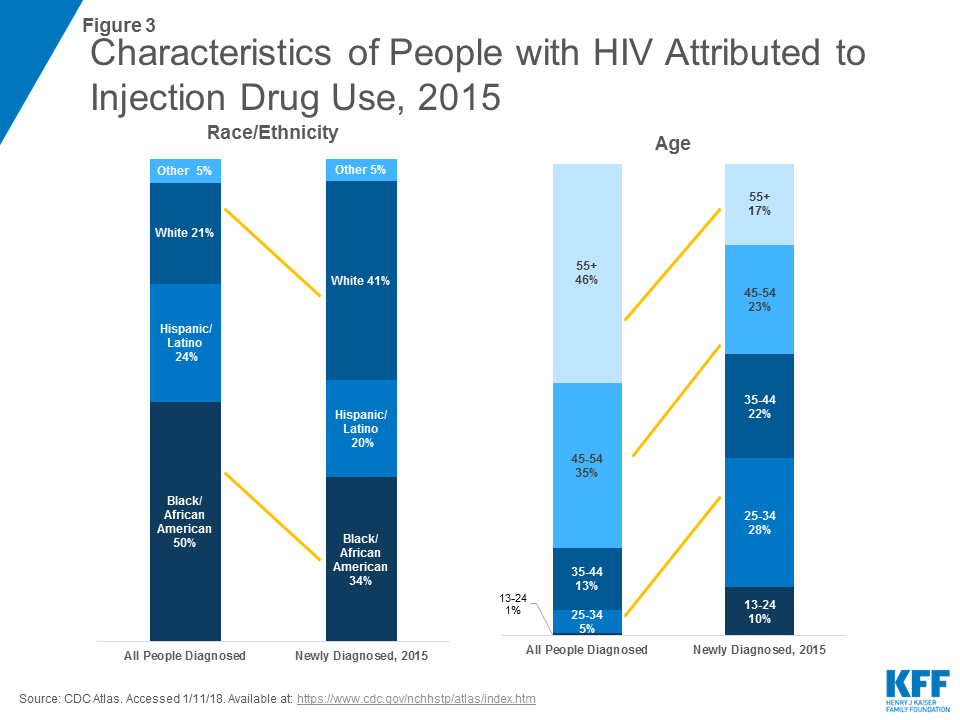 Figure 3
Characteristics of People with HIV Attributed to
Injection Drug Use, 2015
Race/Ethnicity
Other 5%
White 21%
Hispanic/
Latino
24%
Black/
African
American
50%
All People Diagnosed
Other 5%
White 41%
Hispanic/
Latino
20%
Black/
African
American
34%
Newly Diagnosed, 2015
Age
55+
46%
45-54
35%
35-44
13%
25-34
5%
13-24
1%
All People Diagnosed
55+
17%
45-54
23%
35-44
22%
25-34
28%
13-24
10%
Newly Diagnosed, 2015
Source: CDC Atlas. Accessed 1/11/18. Available at: https://www.cdc.gov/nchhstp/atlas/index.htm
KFF
HENRY J KAISER
FAMILY FOUNDATION